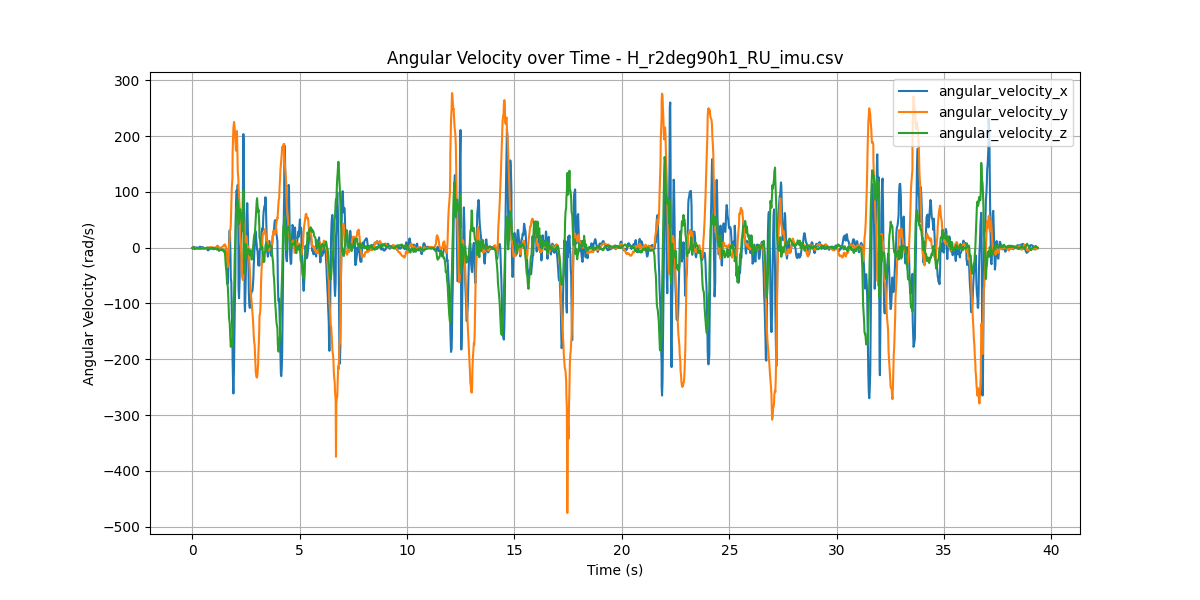 Angular Velocity over Time - H_r2deg90h1_RU_imu.csv
300
200
100
0
−100
−200
−300
−400
−500
Angular Velocity (rad/s)
angular_velocity_x
angular_velocity_y
angular_velocity_z
0 5 10 15 20 25 30 35 40
Time (s)